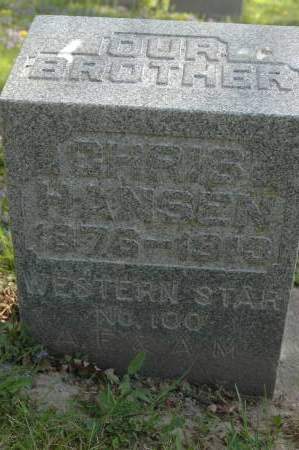 OUR
BROTHER
CHRIS
HANSEN
WESTERN STAR
NO. 100
A.F. & A.M.